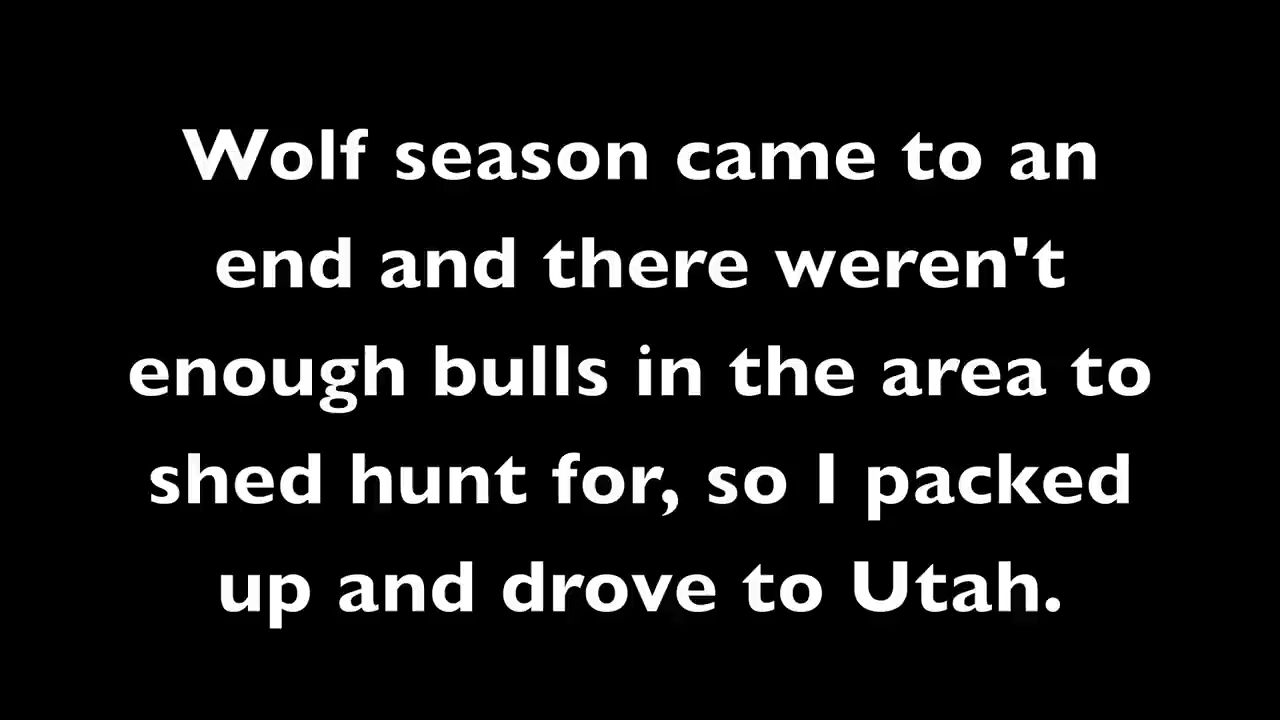 Wolf season came to an
end and there weren't
enough bulls in the area to
shed hunt for, so I packed
up and drove to Utah.